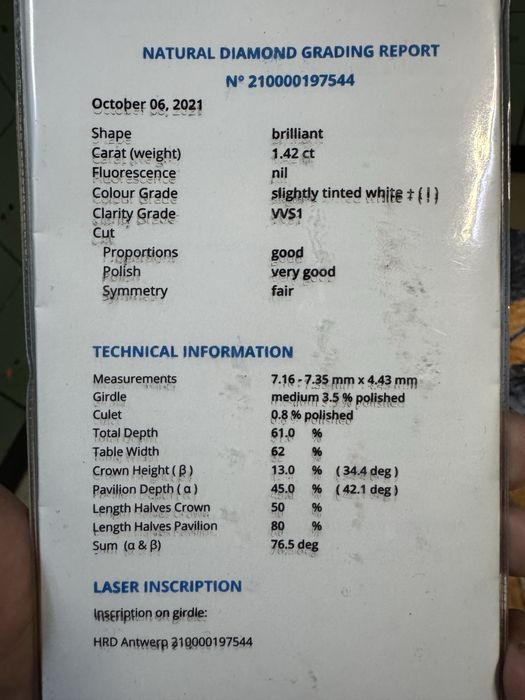 NATURAL DIAMOND GRADING REPORT
N° 210000197544
October 06, 2021
Shape brilliant
Carat (weight) 1.42 ct
Fluorescence nil
Colour Grade slightly tinted white + (I)
Clarity Grade VVS1
Cut
Proportions good
Polish very good
Symmetry fair
TECHNICAL INFORMATION
Measurements 7.16 - 7.35 mm x 4.43 mm
Girdle medium 3.5 % polished
Culet 0.8 % polished
Total Depth 61.0 %
Table Width 62 %
Crown Height ( β ) 13.0 % ( 34.4 deg )
Pavilion Depth ( α ) 45.0 % ( 42.1 deg )
Length Halves Crown 50 %
Length Halves Pavilion 80 %
Sum (α & β) 76.5 deg
LASER INSCRIPTION
Inscription on girdle:
HRD Antwerp 210000197544